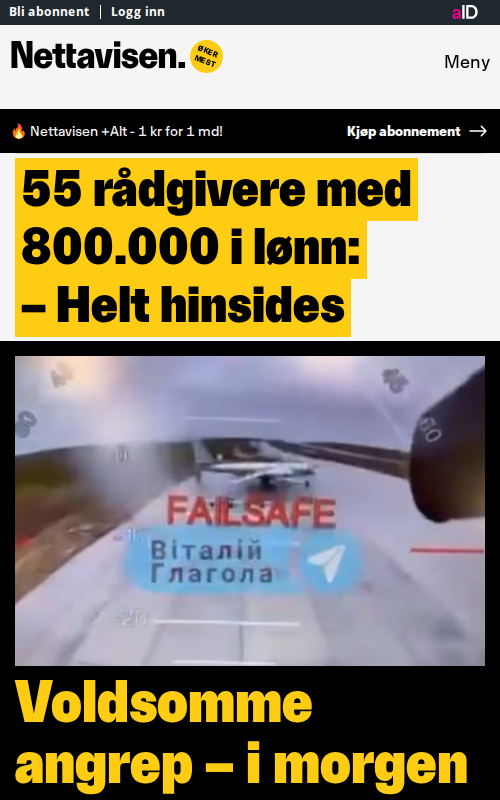 Bli abonnent
Logg inn
aID
Nettavisen.
ØKER
MEST
Meny
🔥 Nettavisen +Alt - 1 kr for 1 md!
Kjøp abonnement →
55 rådgivere med
800.000 i lønn:
– Helt hinsides
60
FAILSAFE
Віталій
Глагола
-20
Voldsomme
angrep – i morgen